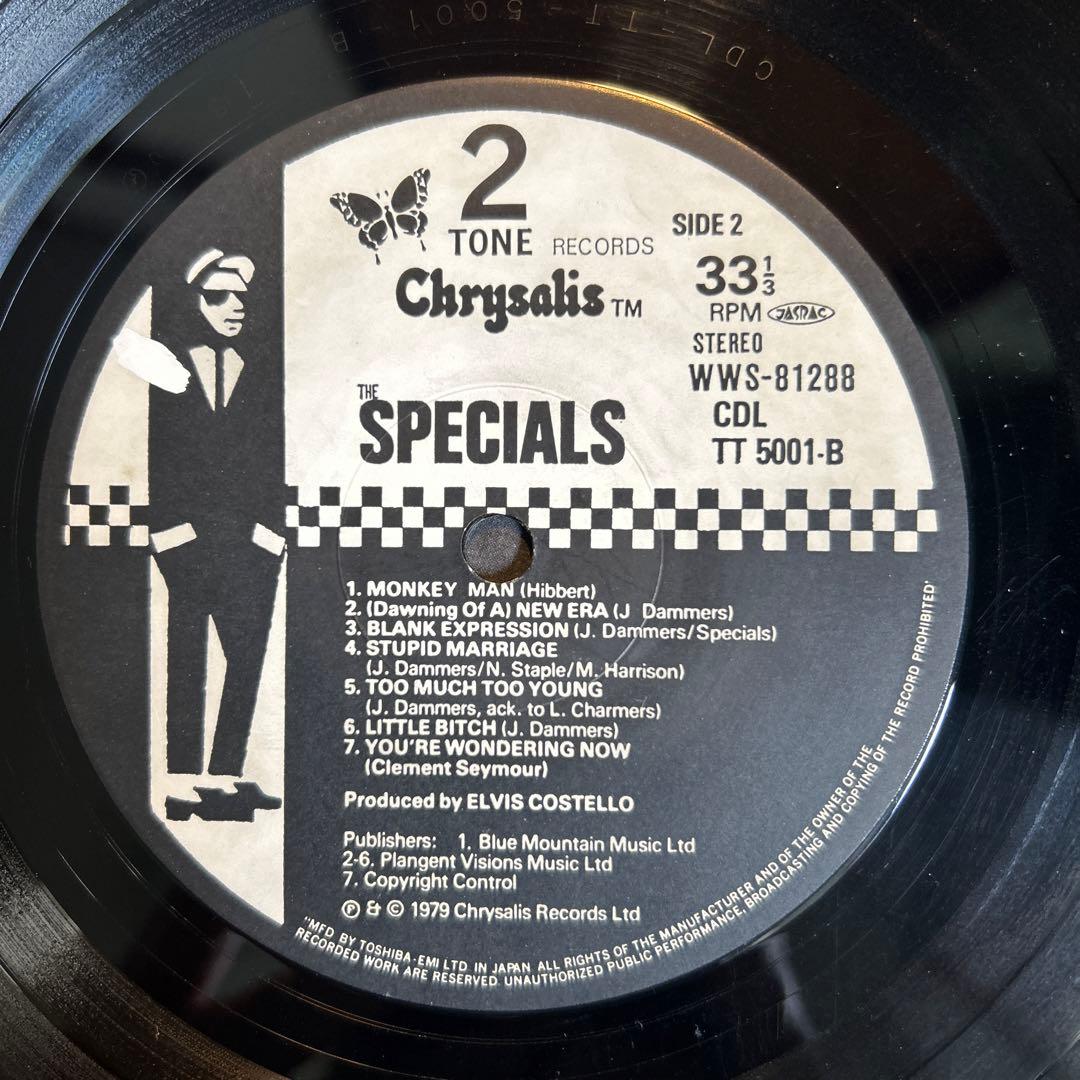 CDL-TT-5001 B
2
TONE RECORDS
Chrysalis TM
SIDE 2
33 1/3
RPM JASRAC
STEREO
WWS-81288
CDL
TT 5001-B
THE
SPECIALS
1. MONKEY MAN (Hibbert)
2. (Dawning Of A) NEW ERA (J Dammers)
3. BLANK EXPRESSION (J. Dammers/Specials)
4. STUPID MARRIAGE
(J. Dammers/N. Staple/M. Harrison)
5. TOO MUCH TOO YOUNG
(J. Dammers, ack. to L. Charmers)
6. LITTLE BITCH (J. Dammers)
7. YOU'RE WONDERING NOW
(Clement Seymour)
Produced by ELVIS COSTELLO
Publishers: 1. Blue Mountain Music Ltd
2-6. Plangent Visions Music Ltd
7. Copyright Control
Ⓟ & © 1979 Chrysalis Records Ltd
"MFD BY TOSHIBA·EMI LTD. IN JAPAN ALL RIGHTS OF THE MANUFACTURER AND OF THE OWNER OF THE
RECORDED WORK ARE RESERVED. UNAUTHORIZED PUBLIC PERFORMANCE, BROADCASTING AND COPYING OF THE RECORD PROHIBITED'